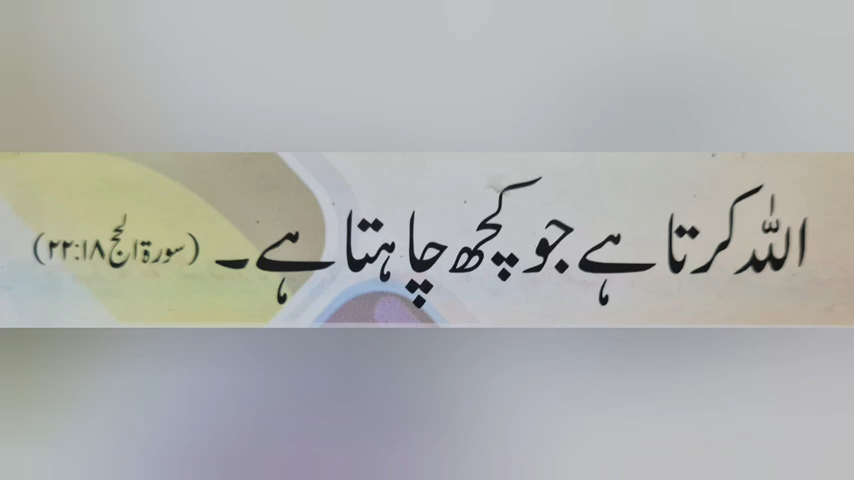 اللہ کرتا ہے جو کچھ چاہتا ہے ۔ (سورۃ الحج ۲۲:۱۸)